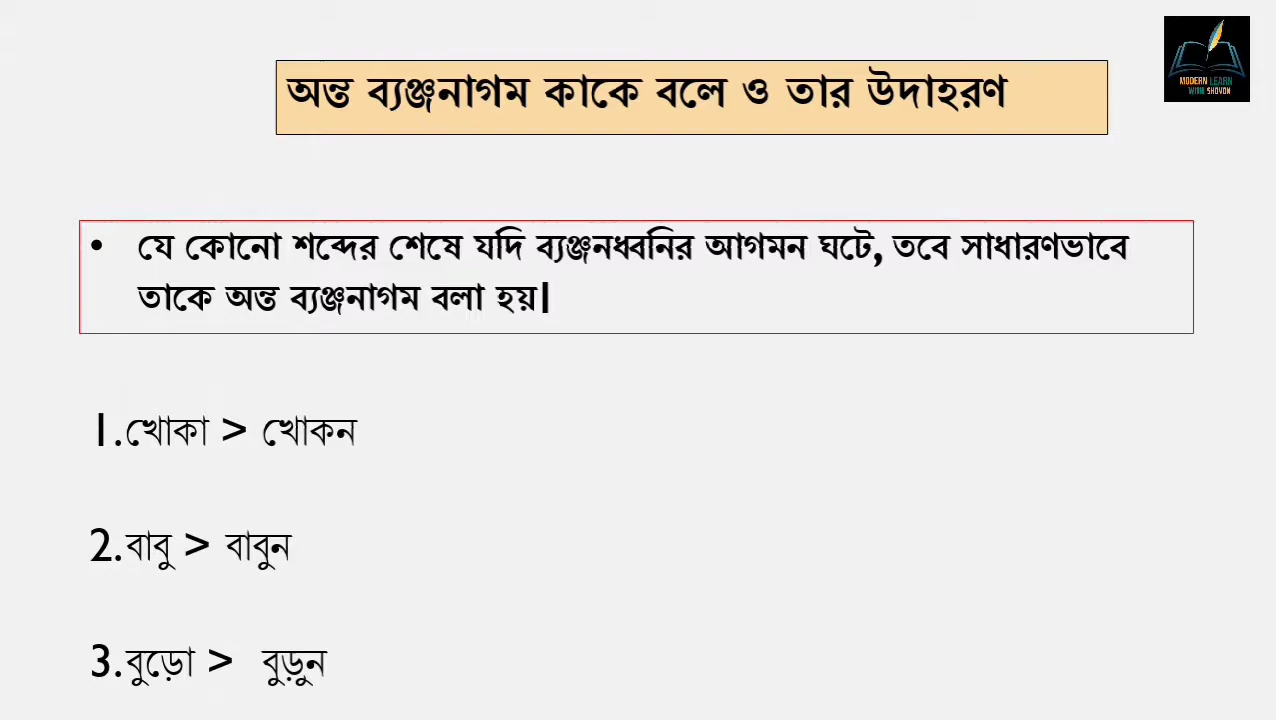 MODERN LEARN
WITH SHOVON
অন্ত ব্যঞ্জনাগম কাকে বলে ও তার উদাহরণ
• যে কোনো শব্দের শেষে যদি ব্যঞ্জনধ্বনির আগমন ঘটে, তবে সাধারণভাবে
তাকে অন্ত ব্যঞ্জনাগম বলা হয়।
1.খোকা > খোকন
2.বাবু > বাবুন
3.বুড়ো > বুড়ুন